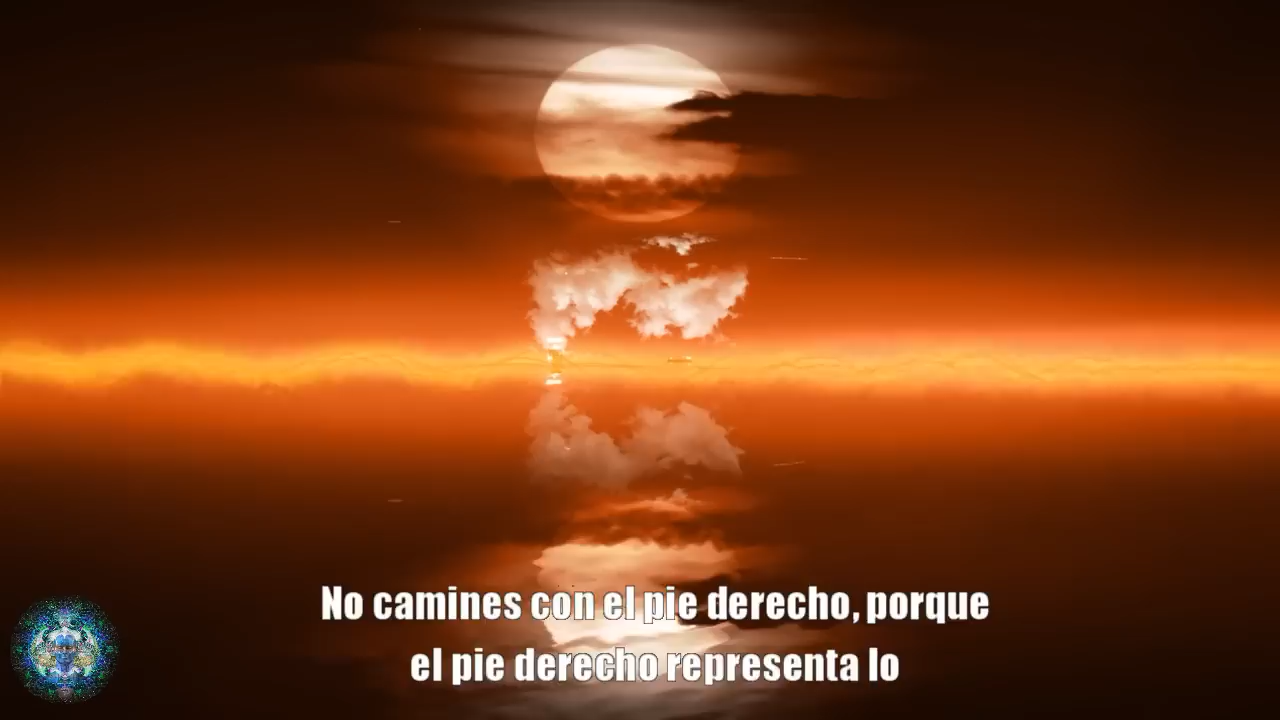 No camines con el pie derecho, porque
el pie derecho representa lo